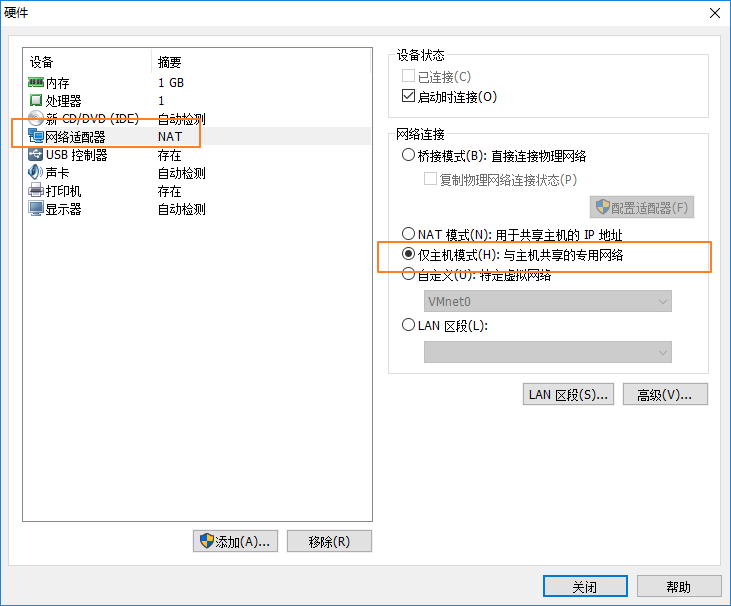 硬件
设备 摘要
内存 1 GB
处理器 1
新 CD/DVD (IDE) 自动检测
网络适配器 NAT
USB 控制器 存在
声卡 自动检测
打印机 存在
显示器 自动检测
添加(A)... 移除(R)
设备状态
已连接(C)
启动时连接(O)
网络连接
桥接模式(B): 直接连接物理网络
复制物理网络连接状态(P)
配置适配器(F)
NAT 模式(N): 用于共享主机的 IP 地址
仅主机模式(H): 与主机共享的专用网络
自定义(U): 特定虚拟网络
VMnet0
LAN 区段(L):
LAN 区段(S)... 高级(V)...
关闭 帮助